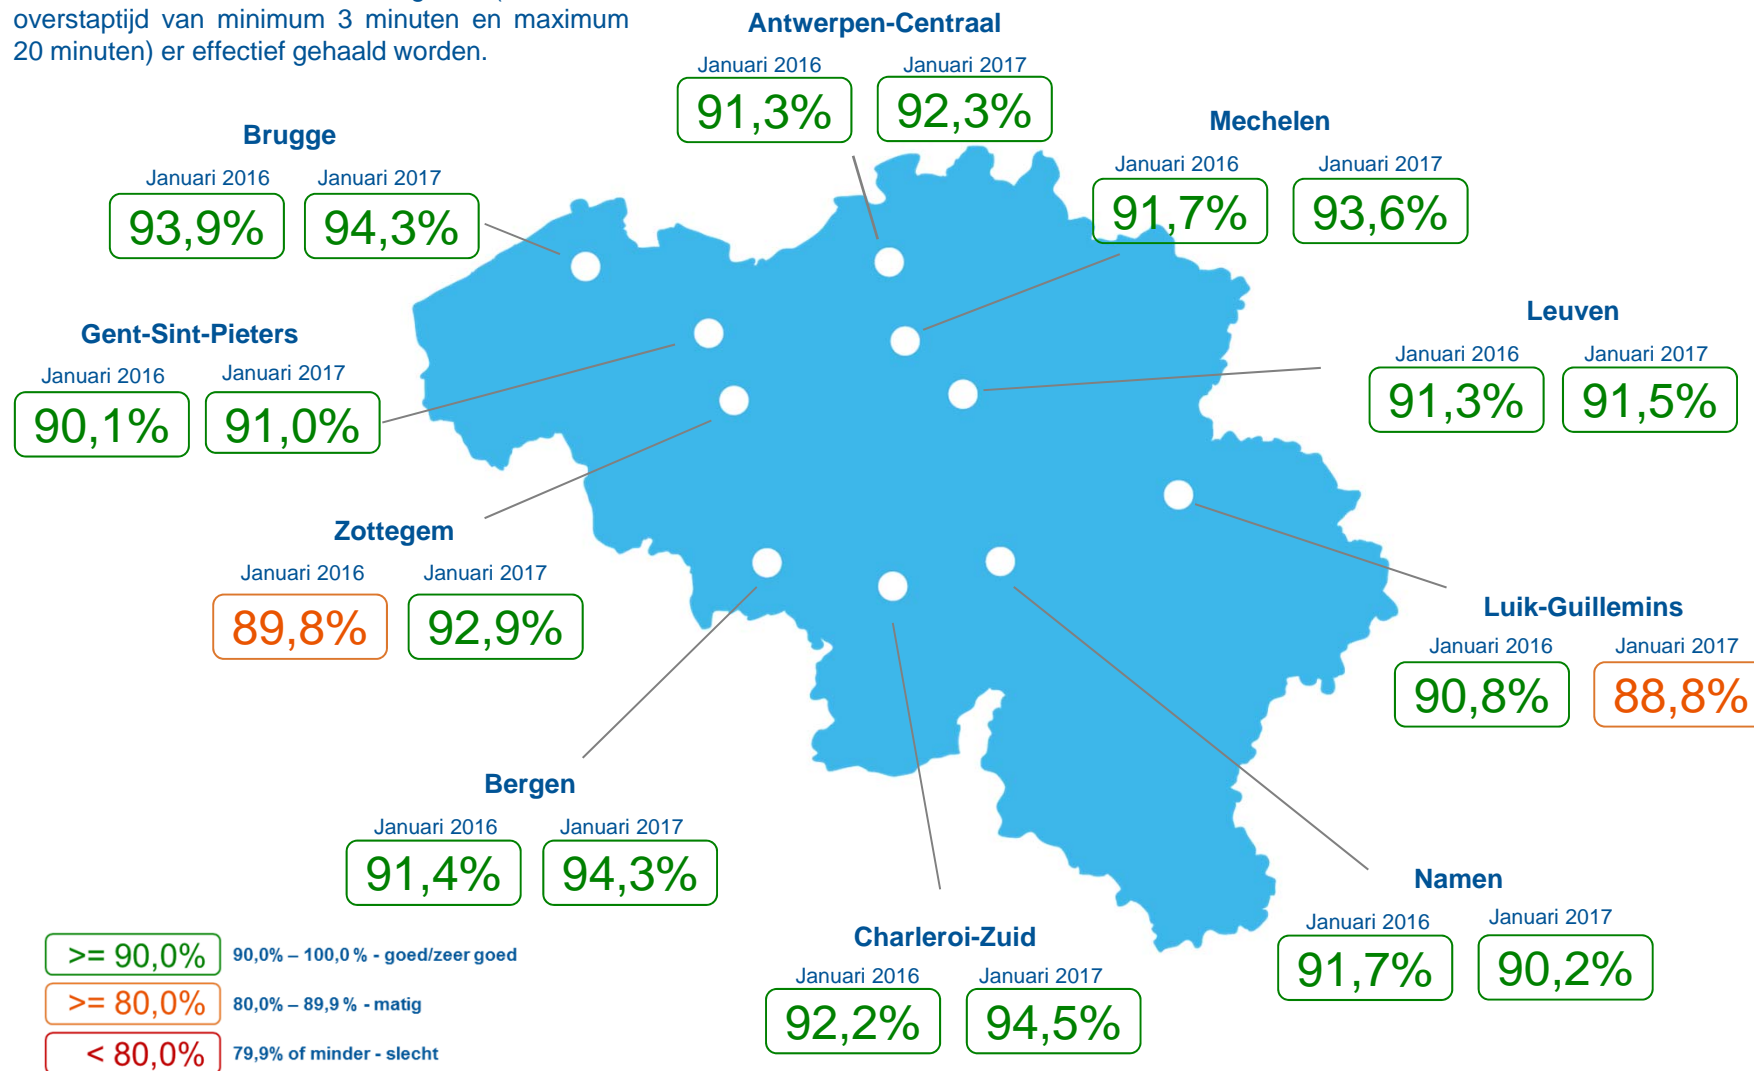 overstaptijd van minimum 3 minuten en maximum
20 minuten) er effectief gehaald worden.
Antwerpen-Centraal
Januari 2016 Januari 2017
91,3% 92,3%
Brugge
Januari 2016 Januari 2017
93,9% 94,3%
Mechelen
Januari 2016 Januari 2017
91,7% 93,6%
Gent-Sint-Pieters
Januari 2016 Januari 2017
90,1% 91,0%
Leuven
Januari 2016 Januari 2017
91,3% 91,5%
Zottegem
Januari 2016 Januari 2017
89,8% 92,9%
Luik-Guillemins
Januari 2016 Januari 2017
90,8% 88,8%
Bergen
Januari 2016 Januari 2017
91,4% 94,3%
Charleroi-Zuid
Januari 2016 Januari 2017
92,2% 94,5%
Namen
Januari 2016 Januari 2017
91,7% 90,2%
>= 90,0% 90,0% – 100,0 % - goed/zeer goed
>= 80,0% 80,0% – 89,9 % - matig
< 80,0% 79,9% of minder - slecht